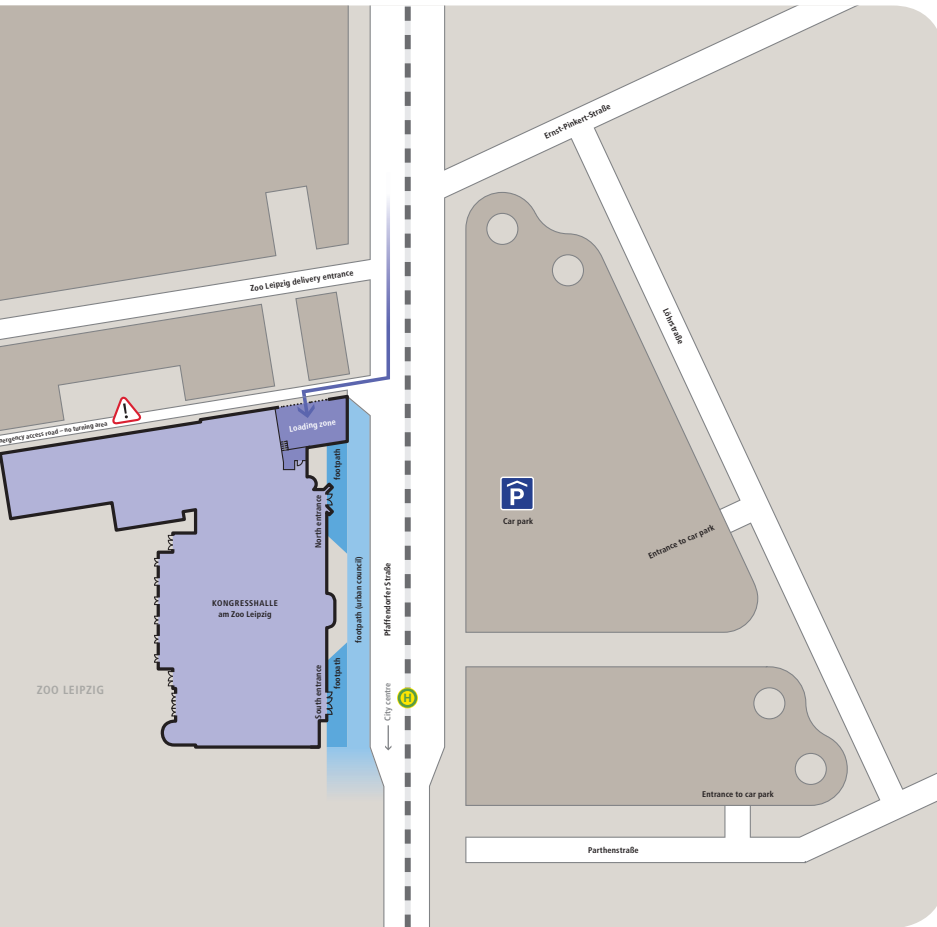 Ernst-Pinkert-Straße
Zoo Leipzig delivery entrance
Löhrstraße
!
emergency access road – no turning area
Loading zone
footpath
North entrance
P
Car park
Entrance to car park
KONGRESSHALLE
am Zoo Leipzig
footpath (urban council)
Pfaffendorfer Straße
ZOO LEIPZIG
South entrance
footpath
City centre
H
Entrance to car park
Parthenstraße